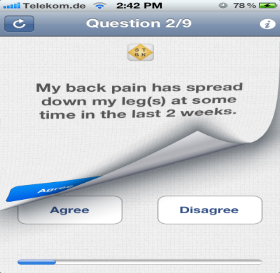 Telekom.de 2:42 PM 78 %
Question 2/9
My back pain has spread
down my leg(s) at some
time in the last 2 weeks.
Agree
Agree Disagree